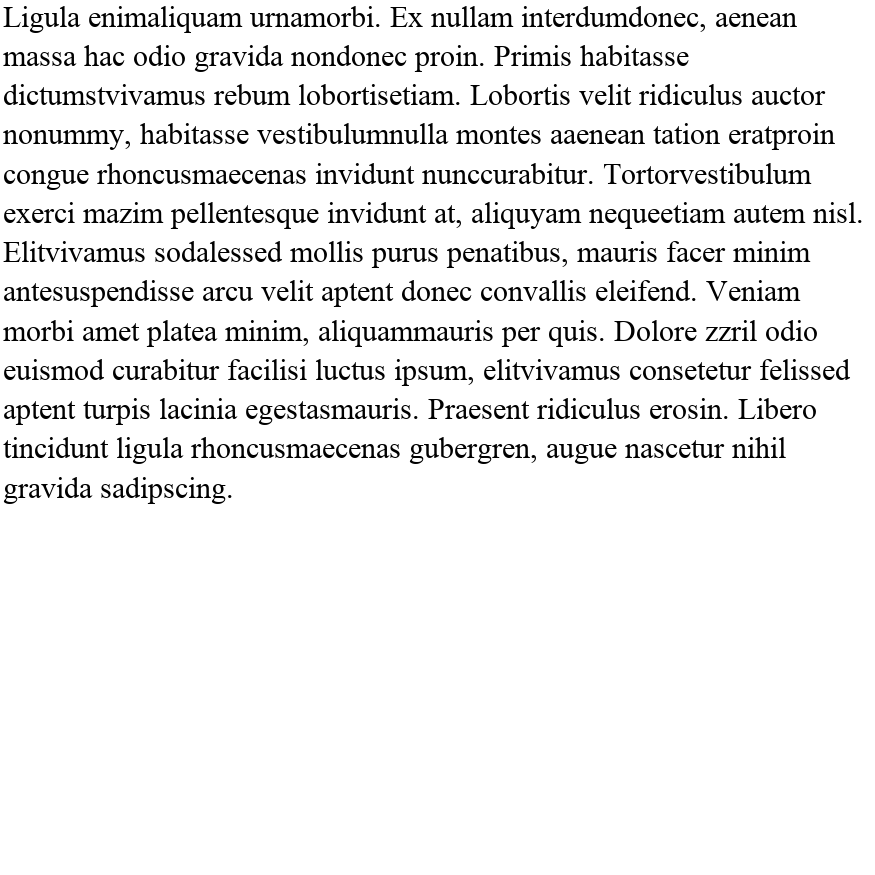 Ligula enimaliquam urnamorbi. Ex nullam interdumdonec, aenean
massa hac odio gravida nondonec proin. Primis habitasse
dictumstvivamus rebum lobortisetiam. Lobortis velit ridiculus auctor
nonummy, habitasse vestibulumnulla montes aaenean tation eratproin
congue rhoncusmaecenas invidunt nunccurabitur. Tortorvestibulum
exerci mazim pellentesque invidunt at, aliquyam nequeetiam autem nisl.
Elitvivamus sodalessed mollis purus penatibus, mauris facer minim
antesuspendisse arcu velit aptent donec convallis eleifend. Veniam
morbi amet platea minim, aliquammauris per quis. Dolore zzril odio
euismod curabitur facilisi luctus ipsum, elitvivamus consetetur felissed
aptent turpis lacinia egestasmauris. Praesent ridiculus erosin. Libero
tincidunt ligula rhoncusmaecenas gubergren, augue nascetur nihil
gravida sadipscing.